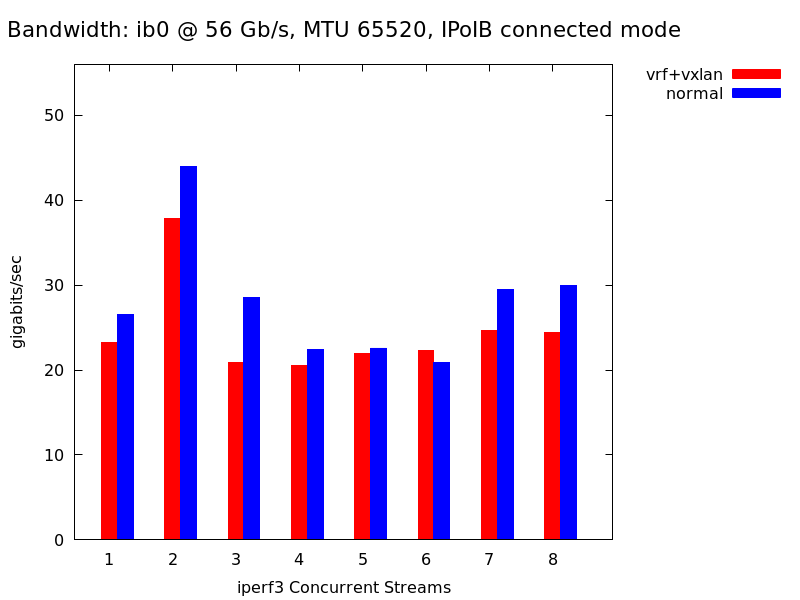 Bandwidth: ib0 @ 56 Gb/s, MTU 65520, IPoIB connected mode
vrf+vxlan
normal
50
40
30
20
10
0
gigabits/sec
1 2 3 4 5 6 7 8
iperf3 Concurrent Streams